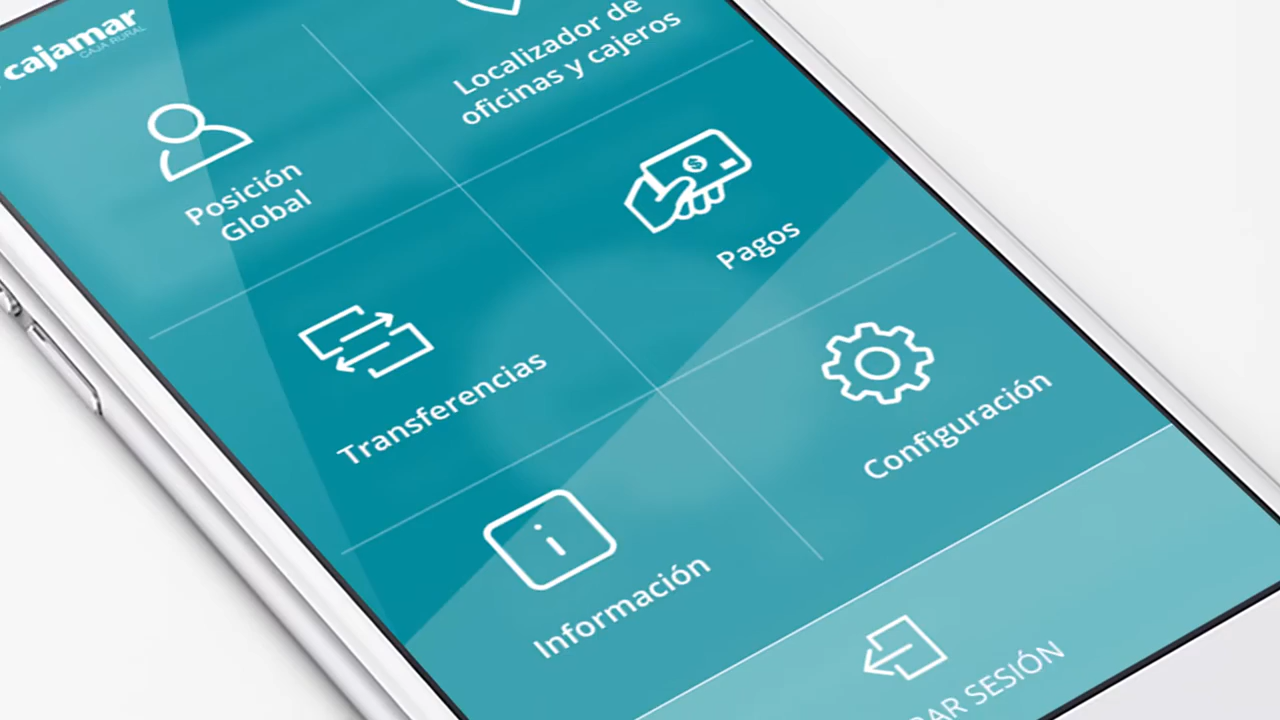 cajamar
CAJA RURAL
Localizador de
oficinas y cajeros
Posición
Global
$
Pagos
Transferencias
Configuración
i
Información
SESIÓN